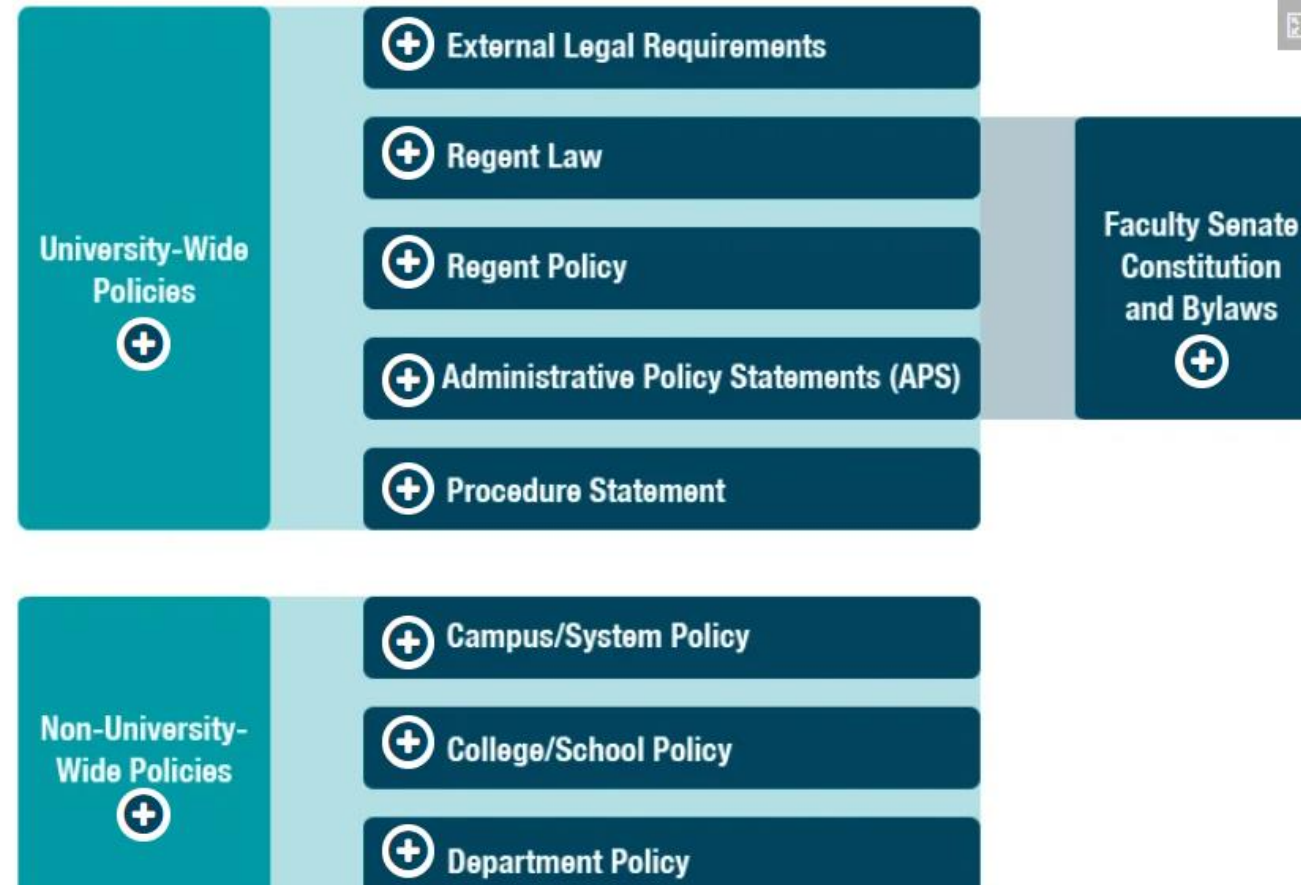 External Legal Requirements
Regent Law
Regent Policy
Administrative Policy Statements (APS)
Procedure Statement
University-Wide
Policies
Faculty Senate
Constitution
and Bylaws
Campus/System Policy
College/School Policy
Department Policy
Non-University-
Wide Policies